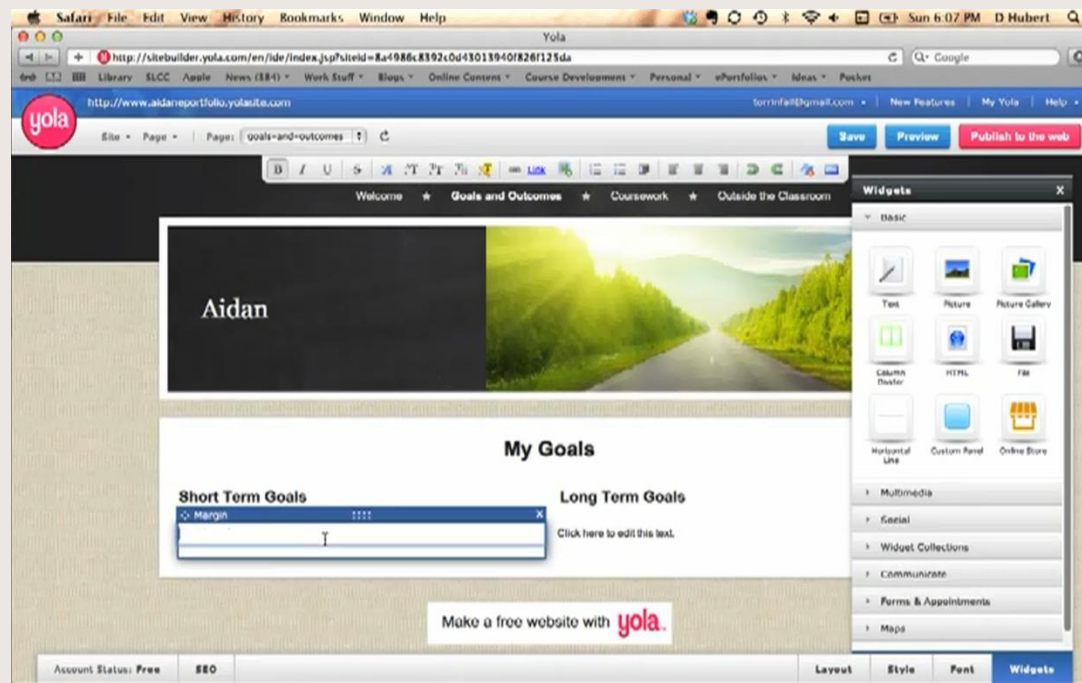 Safari File Edit View History Bookmarks Window Help Sun 6:07 PM D Hubert
Yola
http://sitebuilder.yola.com/en/ide/index.jsp?siteid=8a4986c8392c0d43013940f826f123da Google
Library SLCC Apple News (384) Work Stuff Blogs Online Content Course Development Personal ePortfolios Ideas Pocket
yola http://www.aidaneportfolio.yolasite.com torrinfail@gmail.com New Features My Yola Help
Site Page Page: goals-and-outcomes Save Preview Publish to the web
B I U S Link
Welcome ★ Goals and Outcomes ★ Coursework ★ Outside the Classroom
Widgets X
Basic
Aidan
Text Picture Picture Gallery
Column Divider HTML File
Horizontal Line Custom Panel Online Store
My Goals
Short Term Goals Long Term Goals
Margin X
Click here to edit this text.
Multimedia
Social
Widget Collections
Communicate
Forms & Appointments
Maps
Make a free website with yola
Account Status: Free SEO Layout Style Font Widgets